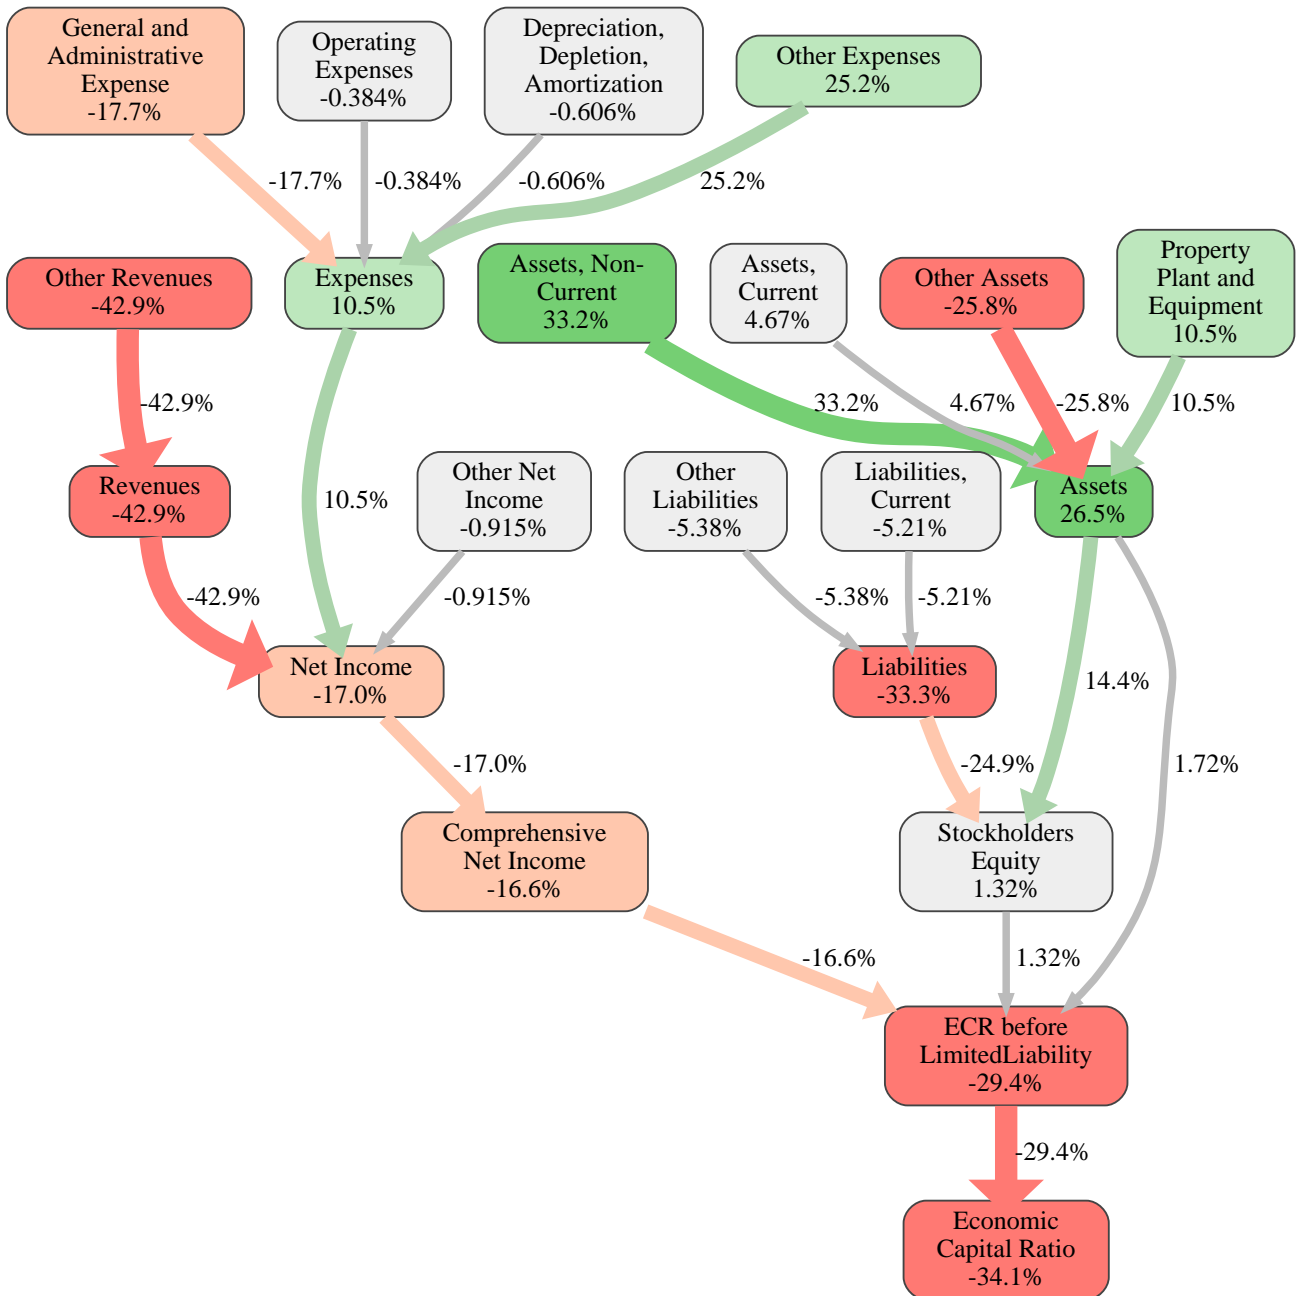 General and
Administrative
Expense
-17.7%
Operating
Expenses
-0.384%
Depreciation,
Depletion,
Amortization
-0.606%
Other Expenses
25.2%
-17.7%
-0.384%
-0.606%
25.2%
Other Revenues
-42.9%
Expenses
10.5%
Assets, Non-
Current
33.2%
Assets,
Current
4.67%
Other Assets
-25.8%
Property
Plant and
Equipment
10.5%
-42.9%
33.2%
4.67%
-25.8%
10.5%
Revenues
-42.9%
10.5%
Other Net
Income
-0.915%
Other
Liabilities
-5.38%
Liabilities,
Current
-5.21%
Assets
26.5%
-42.9%
-0.915%
-5.38%
-5.21%
Net Income
-17.0%
Liabilities
-33.3%
14.4%
-17.0%
-24.9%
1.72%
Comprehensive
Net Income
-16.6%
Stockholders
Equity
1.32%
-16.6%
1.32%
ECR before
LimitedLiability
-29.4%
-29.4%
Economic
Capital Ratio
-34.1%